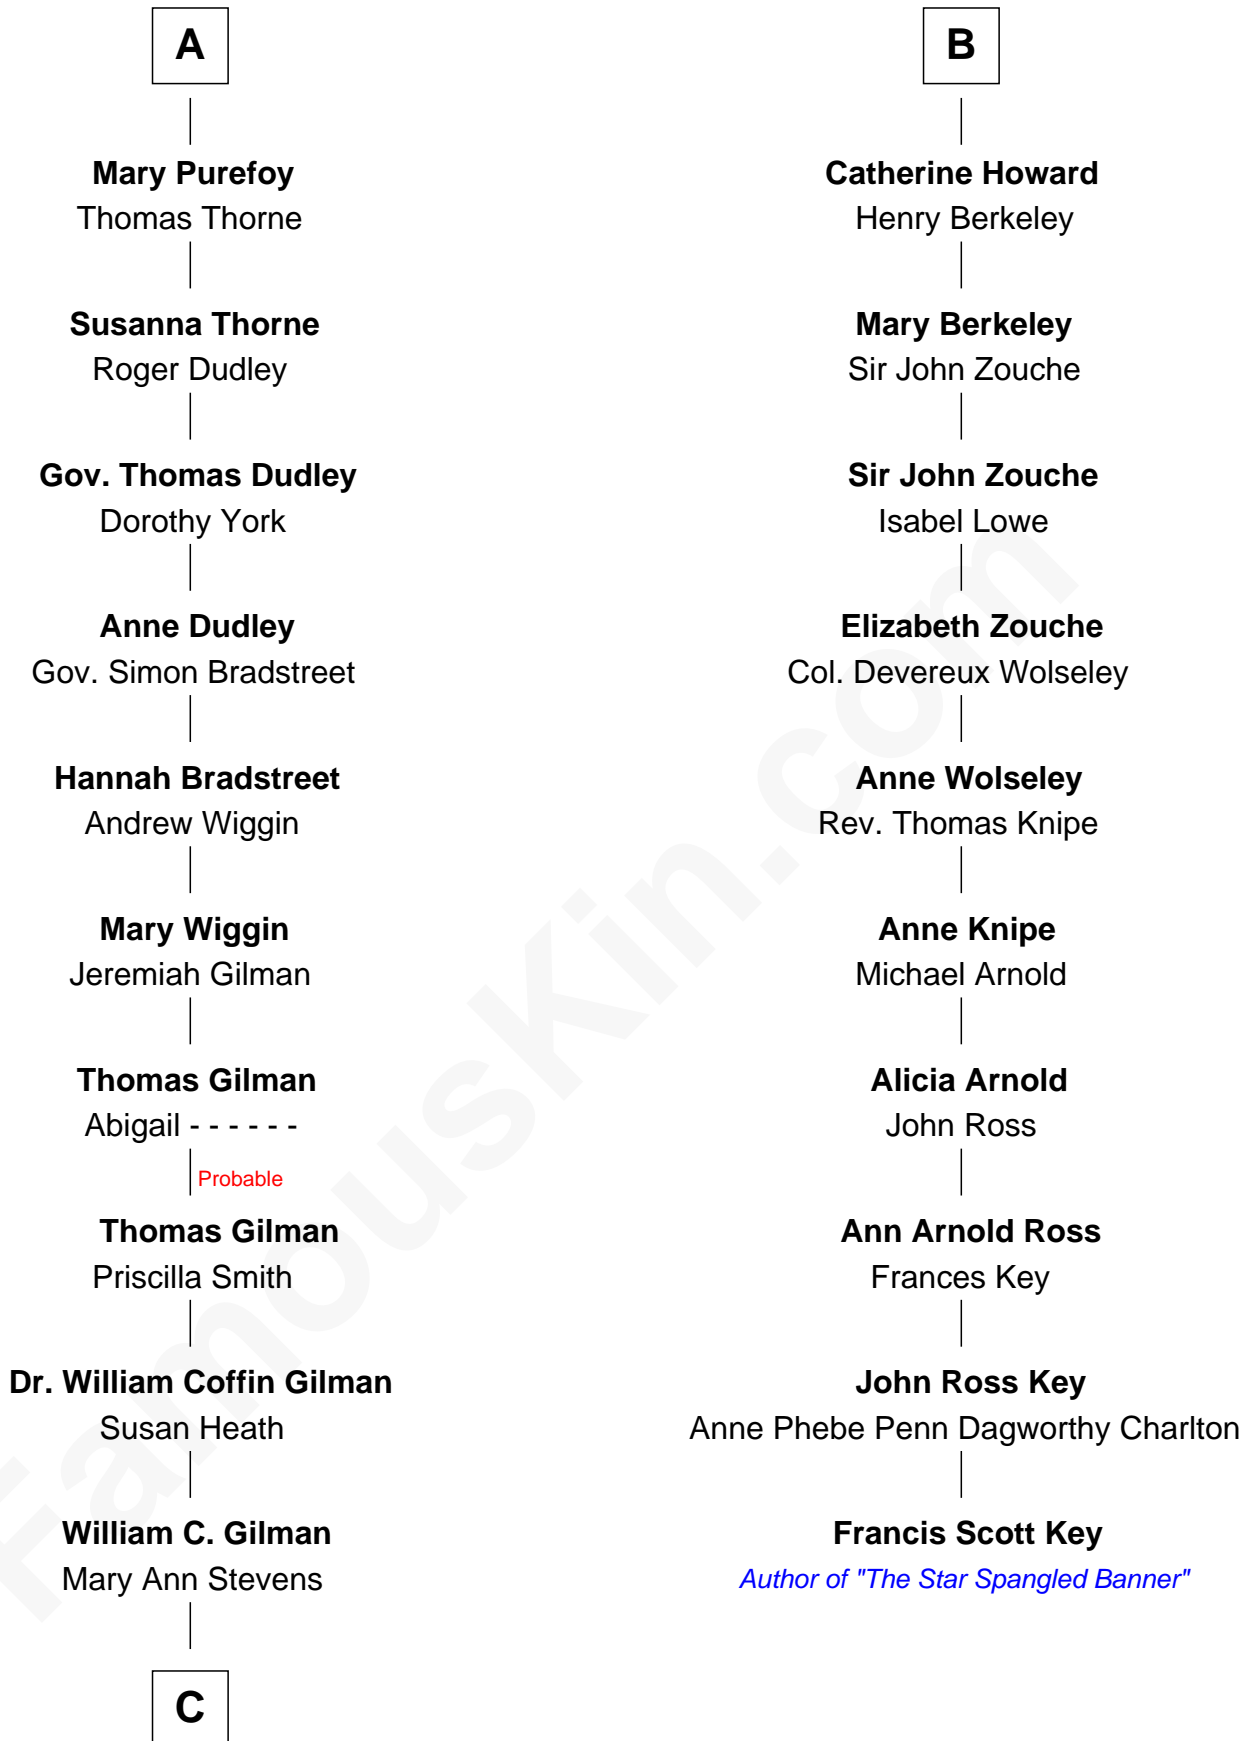 A
Mary Purefoy
Thomas Thorne
Susanna Thorne
Roger Dudley
Gov. Thomas Dudley
Dorothy York
Anne Dudley
Gov. Simon Bradstreet
Hannah Bradstreet
Andrew Wiggin
Mary Wiggin
Jeremiah Gilman
Thomas Gilman
Abigail - - - - - -
Probable
Thomas Gilman
Priscilla Smith
Dr. William Coffin Gilman
Susan Heath
William C. Gilman
Mary Ann Stevens
C
B
Catherine Howard
Henry Berkeley
Mary Berkeley
Sir John Zouche
Sir John Zouche
Isabel Lowe
Elizabeth Zouche
Col. Devereux Wolseley
Anne Wolseley
Rev. Thomas Knipe
Anne Knipe
Michael Arnold
Alicia Arnold
John Ross
Ann Arnold Ross
Frances Key
John Ross Key
Anne Phebe Penn Dagworthy Charlton
Francis Scott Key
Author of "The Star Spangled Banner"
FamousKin.com